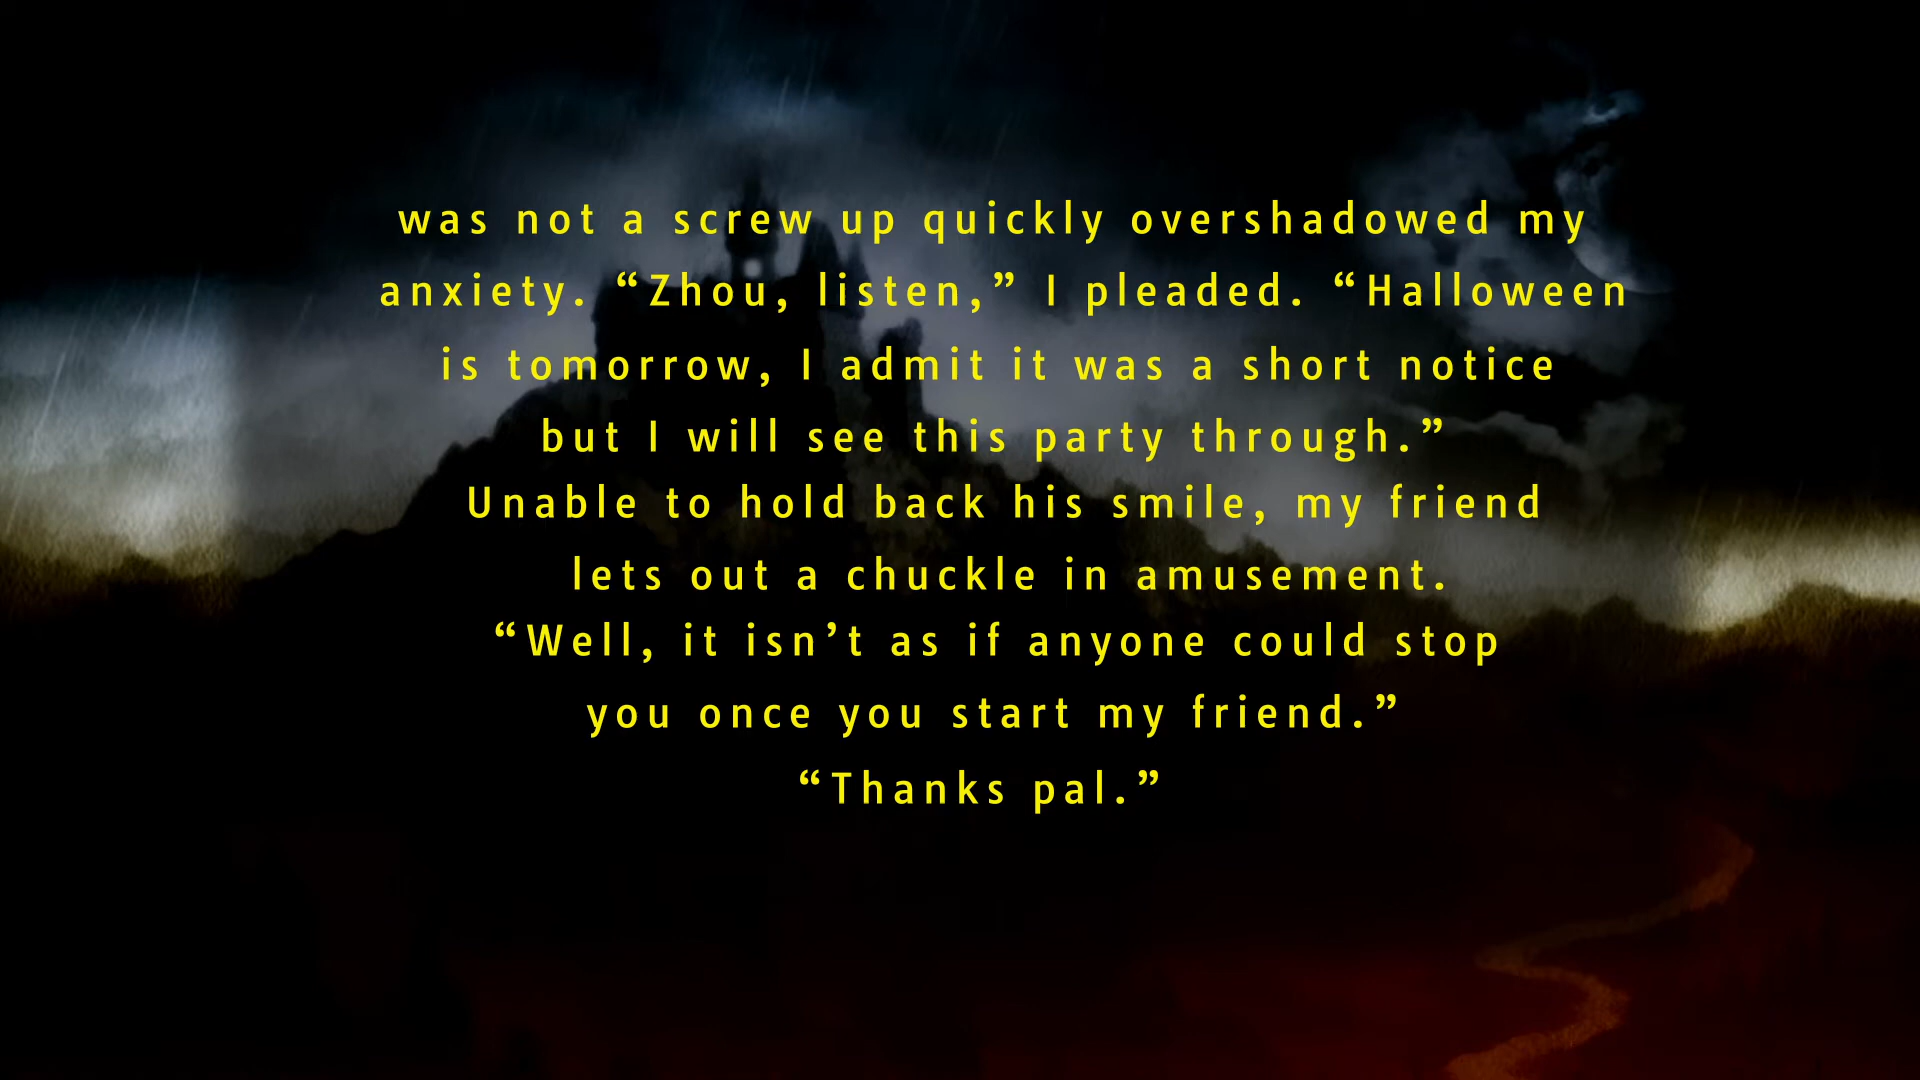 was not a screw up quickly overshadowed my
anxiety. “Zhou, listen,” I pleaded. “Halloween
is tomorrow, I admit it was a short notice
but I will see this party through.”
Unable to hold back his smile, my friend
lets out a chuckle in amusement.
“Well, it isn’t as if anyone could stop
you once you start my friend.”
“Thanks pal.”